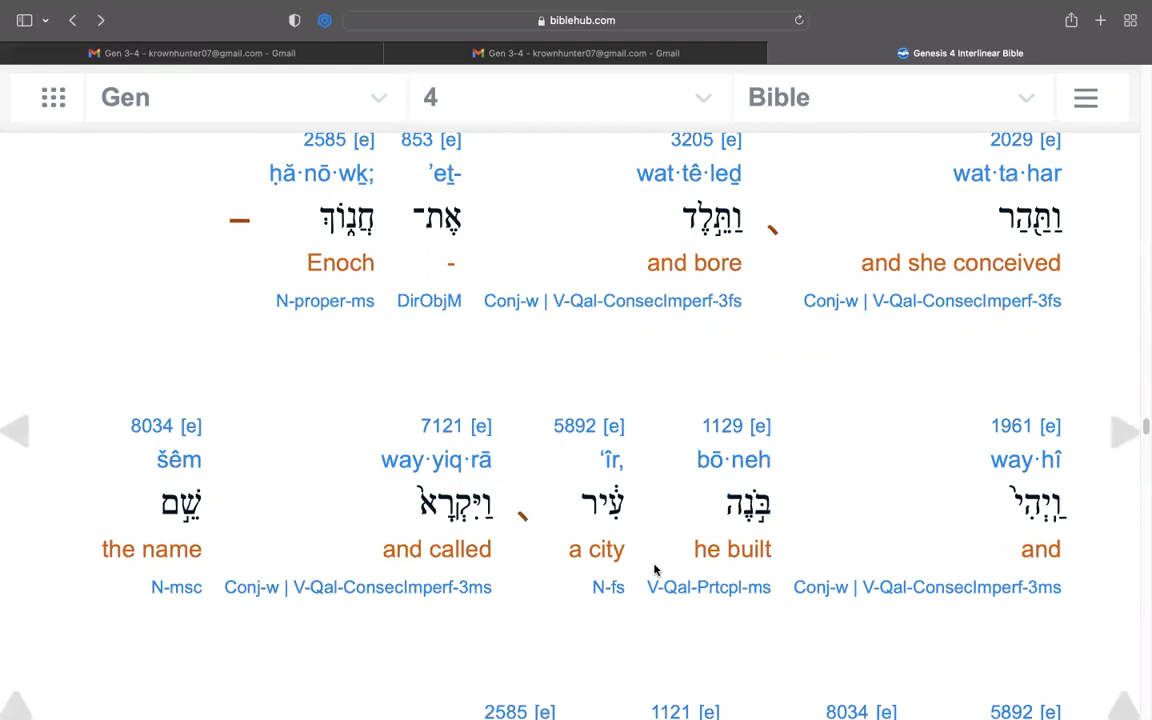 biblehub.com
Gen 3-4 - krownhunter07@gmail.com - Gmail
Gen 3-4 - krownhunter07@gmail.com - Gmail
Genesis 4 Interlinear Bible
Gen 4 Bible
2585 [e] 853 [e] 3205 [e] 2029 [e]
ḥă·nō·wḵ; ’eṯ- wat·tê·leḏ wat·ta·har
וַתַּ֖הַר 、 וַתֵּ֣לֶד אֶת־ חֲנ֑וֹךְ –
Enoch - and bore and she conceived
N-proper-ms DirObjM Conj-w | V-Qal-ConsecImperf-3fs Conj-w | V-Qal-ConsecImperf-3fs
8034 [e] 7121 [e] 5892 [e] 1129 [e] 1961 [e]
šêm way·yiq·rā ‘îr, bō·neh way·hî
וַֽיְהִי֙ בֹּ֣נֶה עִ֔יר 、 וַיִּקְרָא֙ שֵׁ֣ם
the name and called a city he built and
N-msc Conj-w | V-Qal-ConsecImperf-3ms N-fs V-Qal-Prtcpl-ms Conj-w | V-Qal-ConsecImperf-3ms
2585 [e] 1121 [e] 8034 [e] 5892 [e]